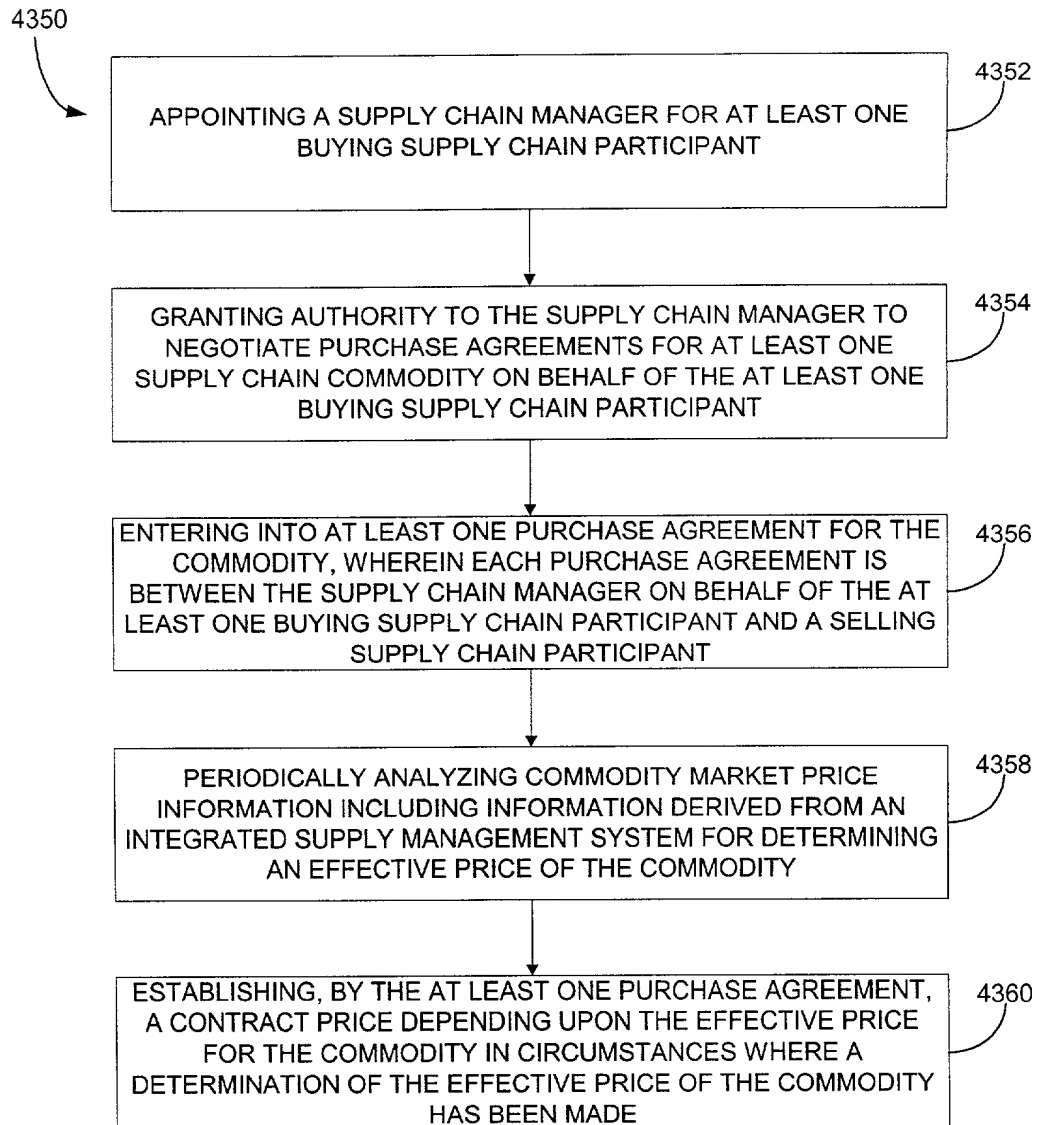 4350
4352
APPOINTING A SUPPLY CHAIN MANAGER FOR AT LEAST ONE
BUYING SUPPLY CHAIN PARTICIPANT
4354
GRANTING AUTHORITY TO THE SUPPLY CHAIN MANAGER TO
NEGOTIATE PURCHASE AGREEMENTS FOR AT LEAST ONE
SUPPLY CHAIN COMMODITY ON BEHALF OF THE AT LEAST ONE
BUYING SUPPLY CHAIN PARTICIPANT
4356
ENTERING INTO AT LEAST ONE PURCHASE AGREEMENT FOR THE
COMMODITY, WHEREIN EACH PURCHASE AGREEMENT IS
BETWEEN THE SUPPLY CHAIN MANAGER ON BEHALF OF THE AT
LEAST ONE BUYING SUPPLY CHAIN PARTICIPANT AND A SELLING
SUPPLY CHAIN PARTICIPANT
4358
PERIODICALLY ANALYZING COMMODITY MARKET PRICE
INFORMATION INCLUDING INFORMATION DERIVED FROM AN
INTEGRATED SUPPLY MANAGEMENT SYSTEM FOR DETERMINING
AN EFFECTIVE PRICE OF THE COMMODITY
4360
ESTABLISHING, BY THE AT LEAST ONE PURCHASE AGREEMENT,
A CONTRACT PRICE DEPENDING UPON THE EFFECTIVE PRICE
FOR THE COMMODITY IN CIRCUMSTANCES WHERE A
DETERMINATION OF THE EFFECTIVE PRICE OF THE COMMODITY
HAS BEEN MADE